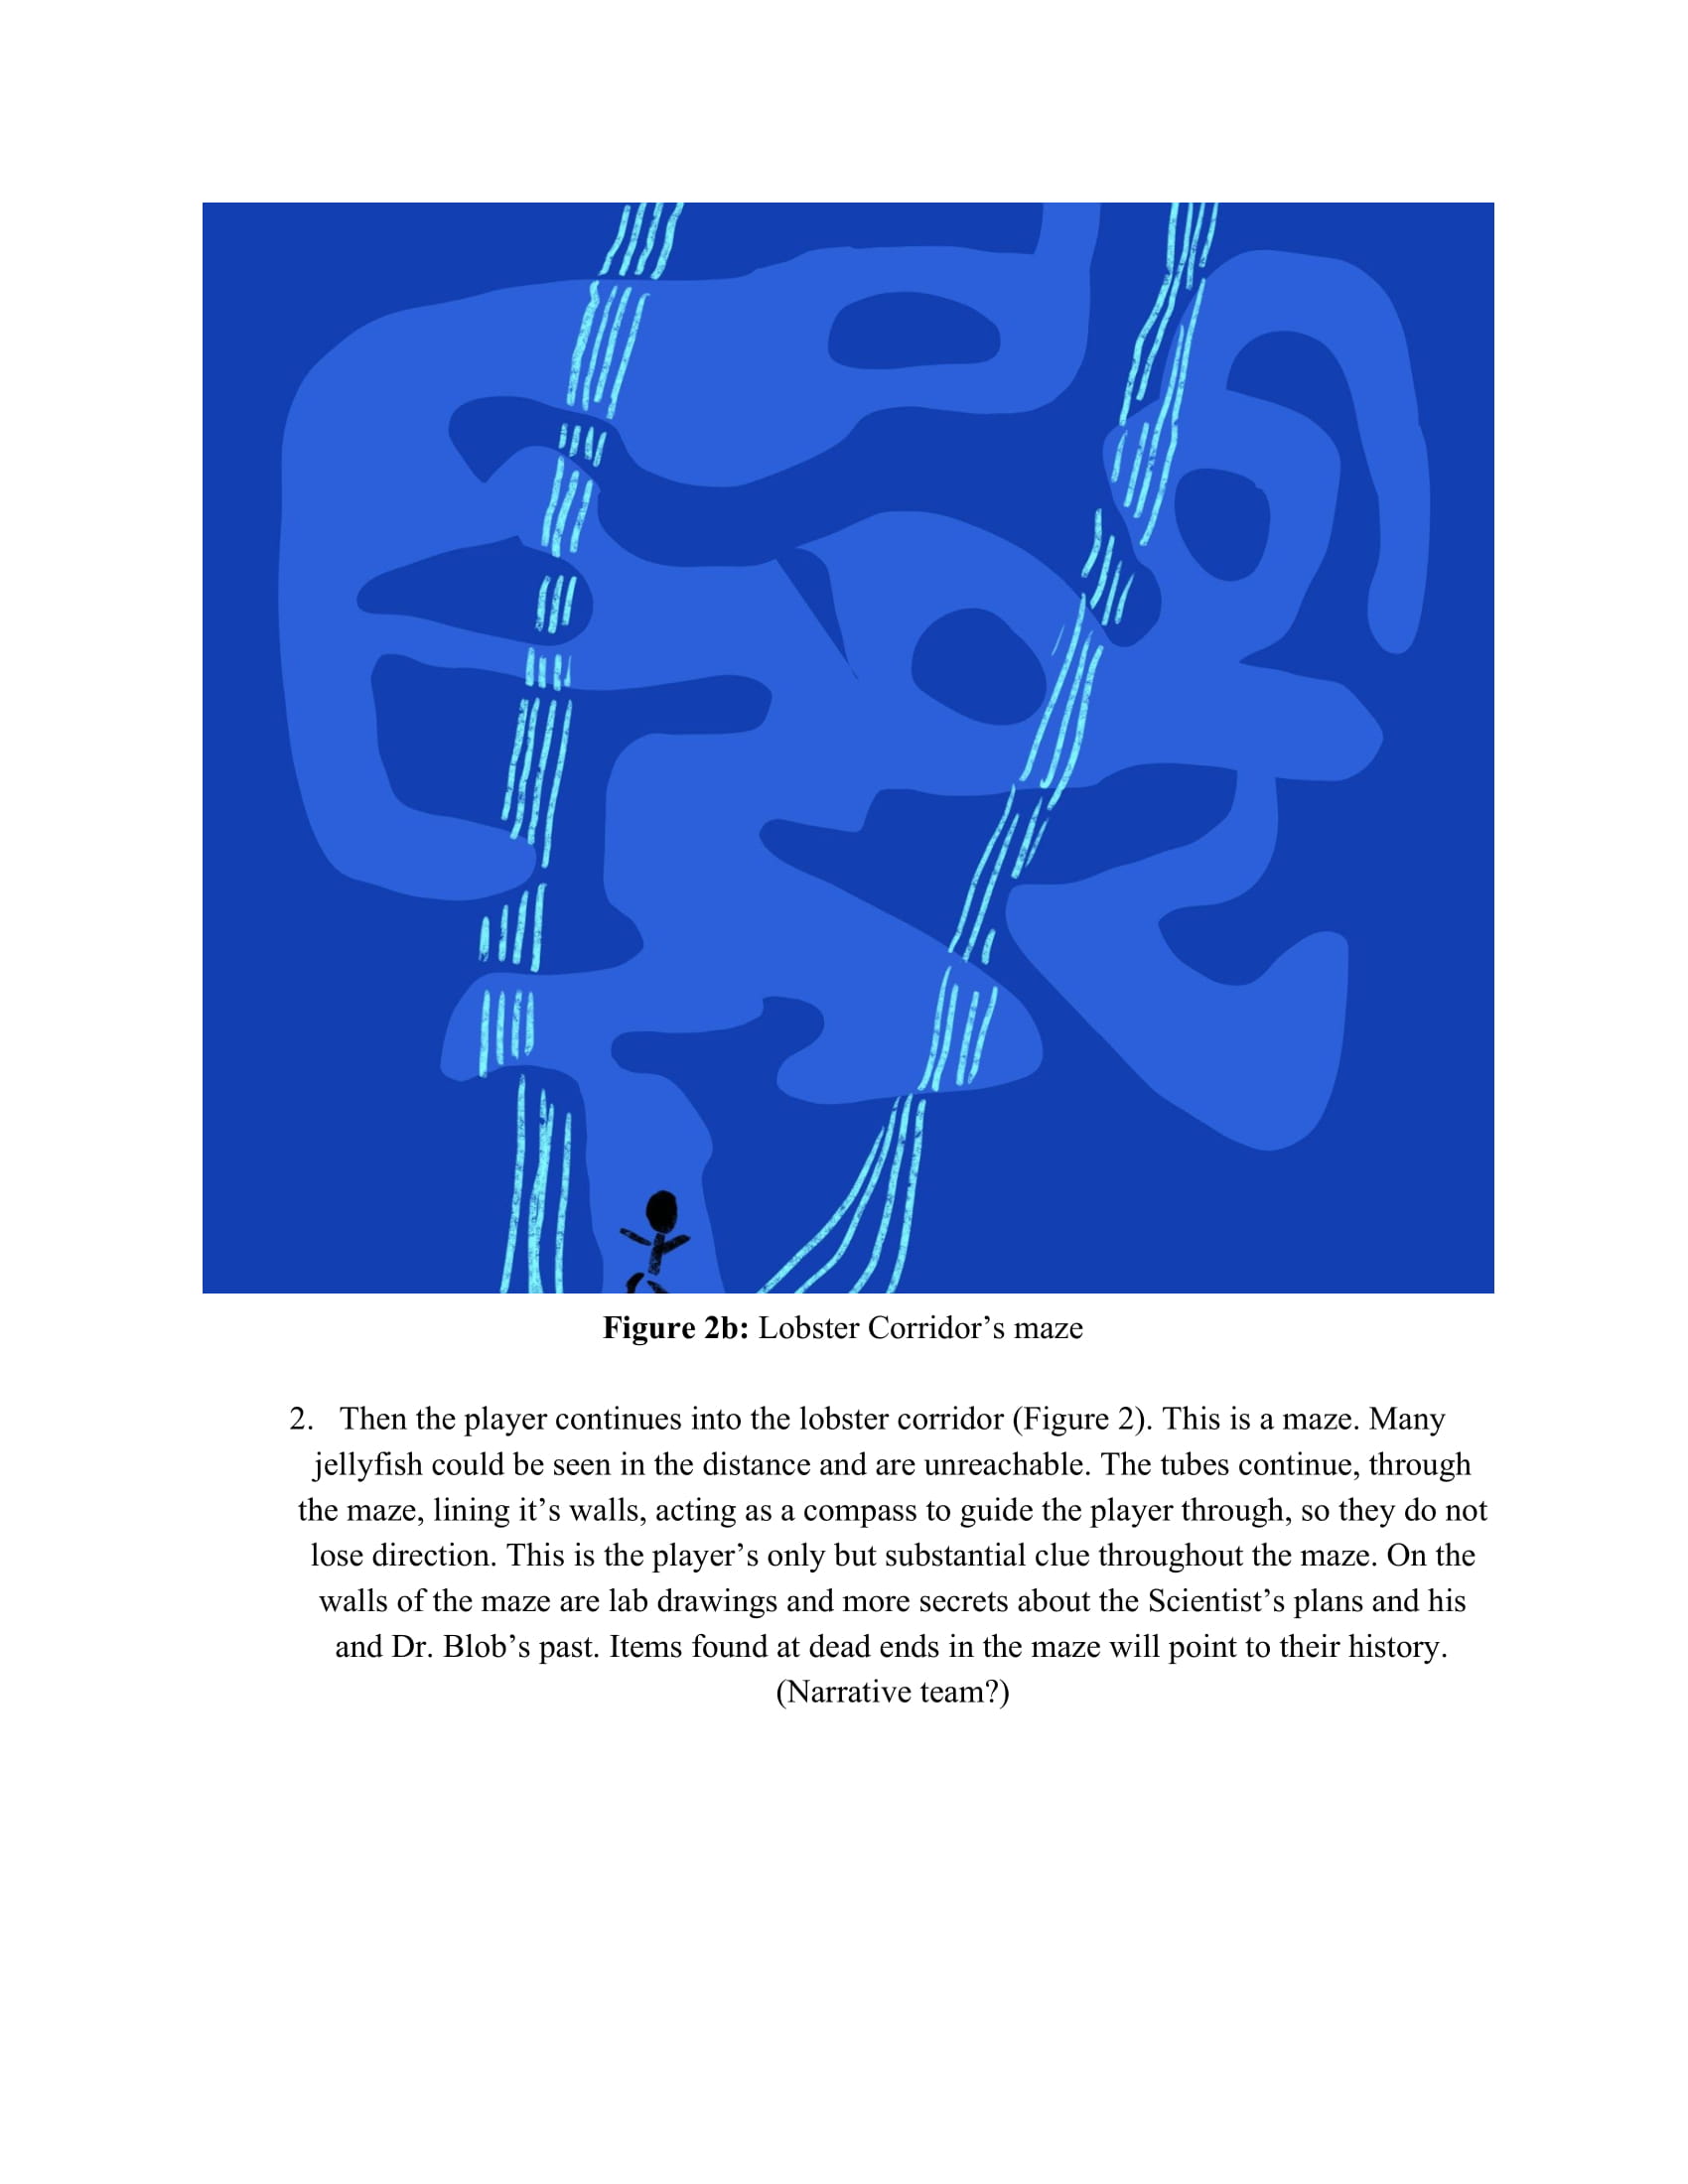 Figure 2b: Lobster Corridor’s maze
2. Then the player continues into the lobster corridor (Figure 2). This is a maze. Many
jellyfish could be seen in the distance and are unreachable. The tubes continue, through
the maze, lining it’s walls, acting as a compass to guide the player through, so they do not
lose direction. This is the player’s only but substantial clue throughout the maze. On the
walls of the maze are lab drawings and more secrets about the Scientist’s plans and his
and Dr. Blob’s past. Items found at dead ends in the maze will point to their history.
(Narrative team?)